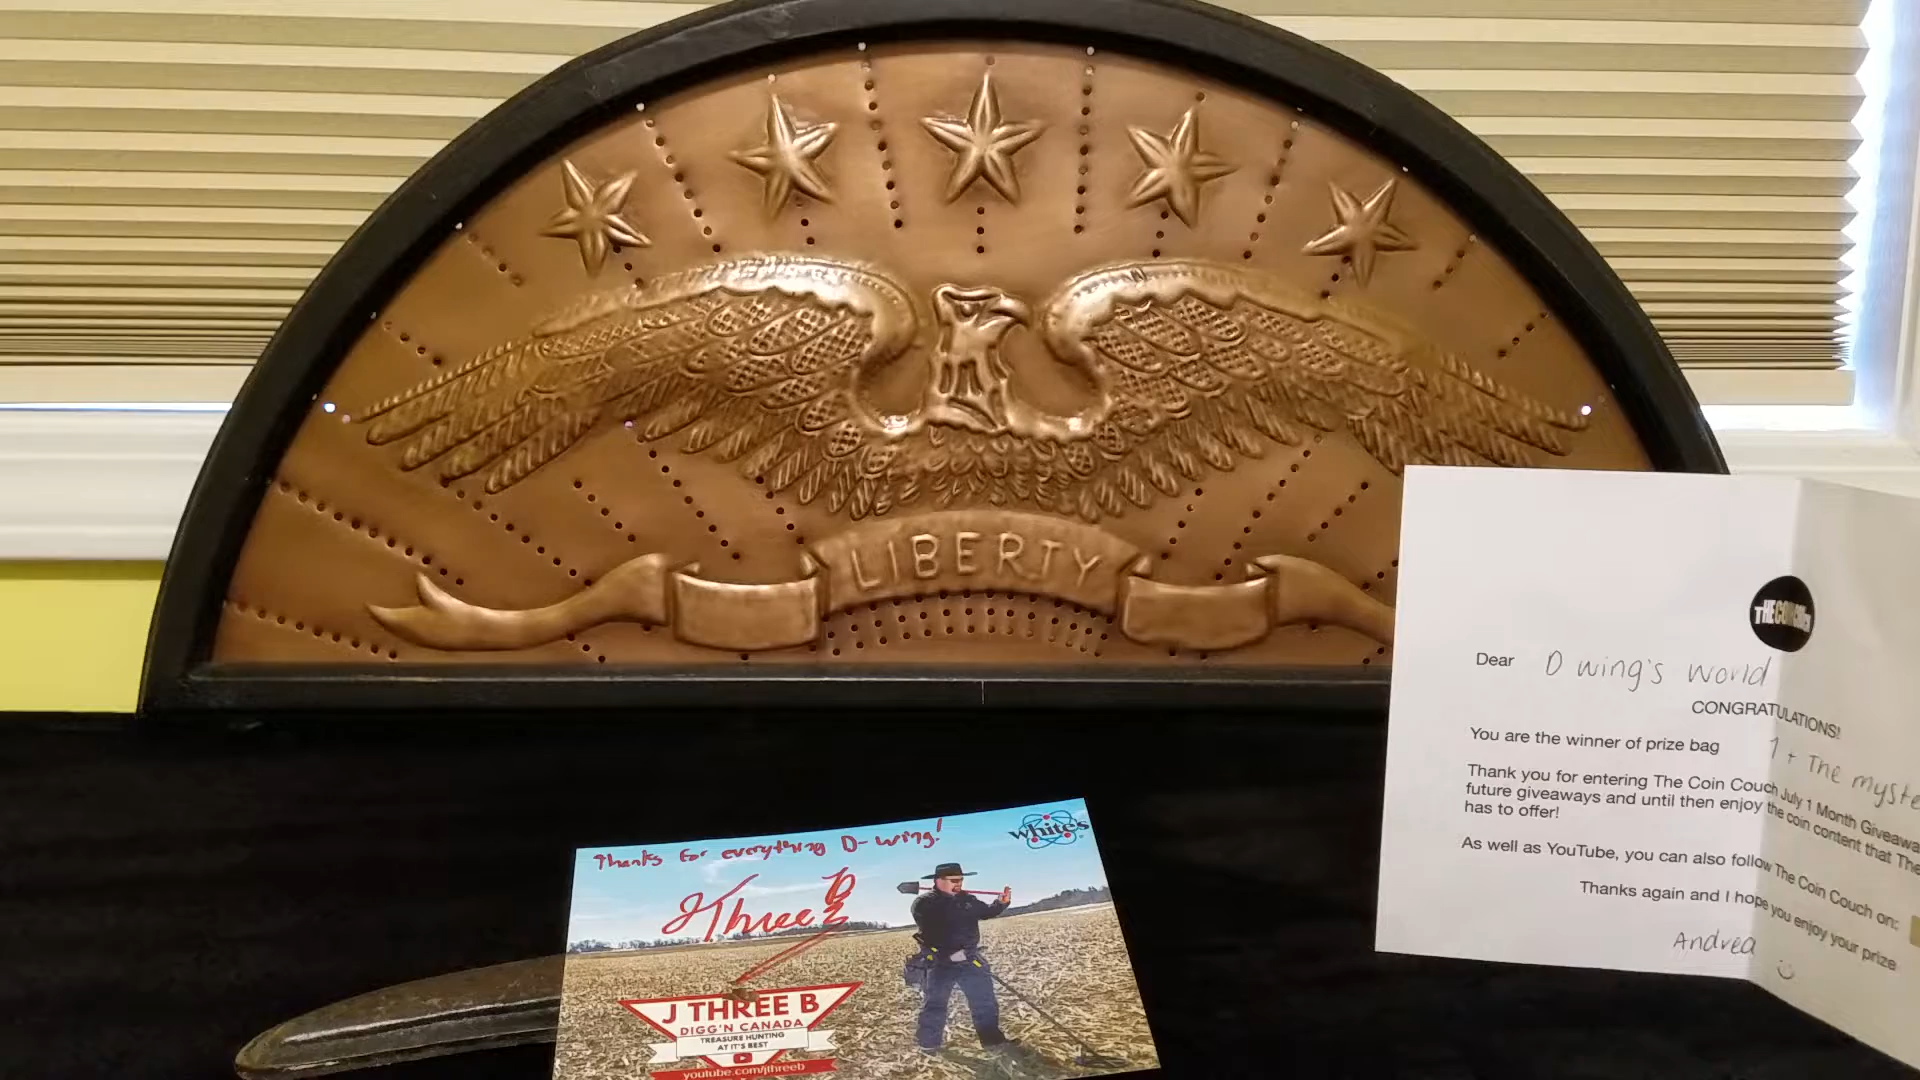 LIBERTY
THE COIN COUCH
Dear D wing's world
CONGRATULATIONS!
You are the winner of prize bag 1 + The myste
Thank you for entering The Coin Couch July 1 Month Giveawa
future giveaways and until then enjoy the coin content that The
has to offer!
As well as YouTube, you can also follow The Coin Couch on:
Thanks again and I hope you enjoy your prize
Andrea
Thanks for everything D-wing!
White's
JThree B
J THREE B
DIGG'N CANADA
TREASURE HUNTING
AT IT'S BEST
youtube.com/jthreeb